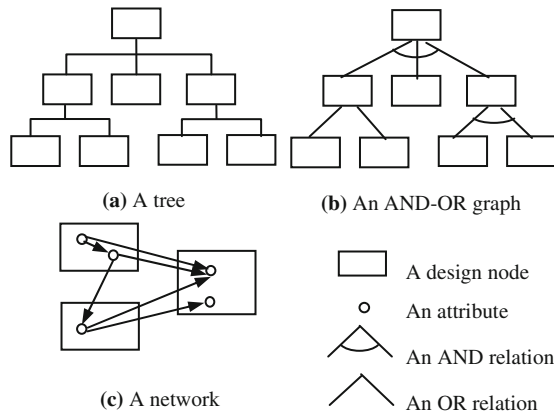 (a) A tree
(b) An AND-OR graph
A design node
An attribute
An AND relation
An OR relation
(c) A network